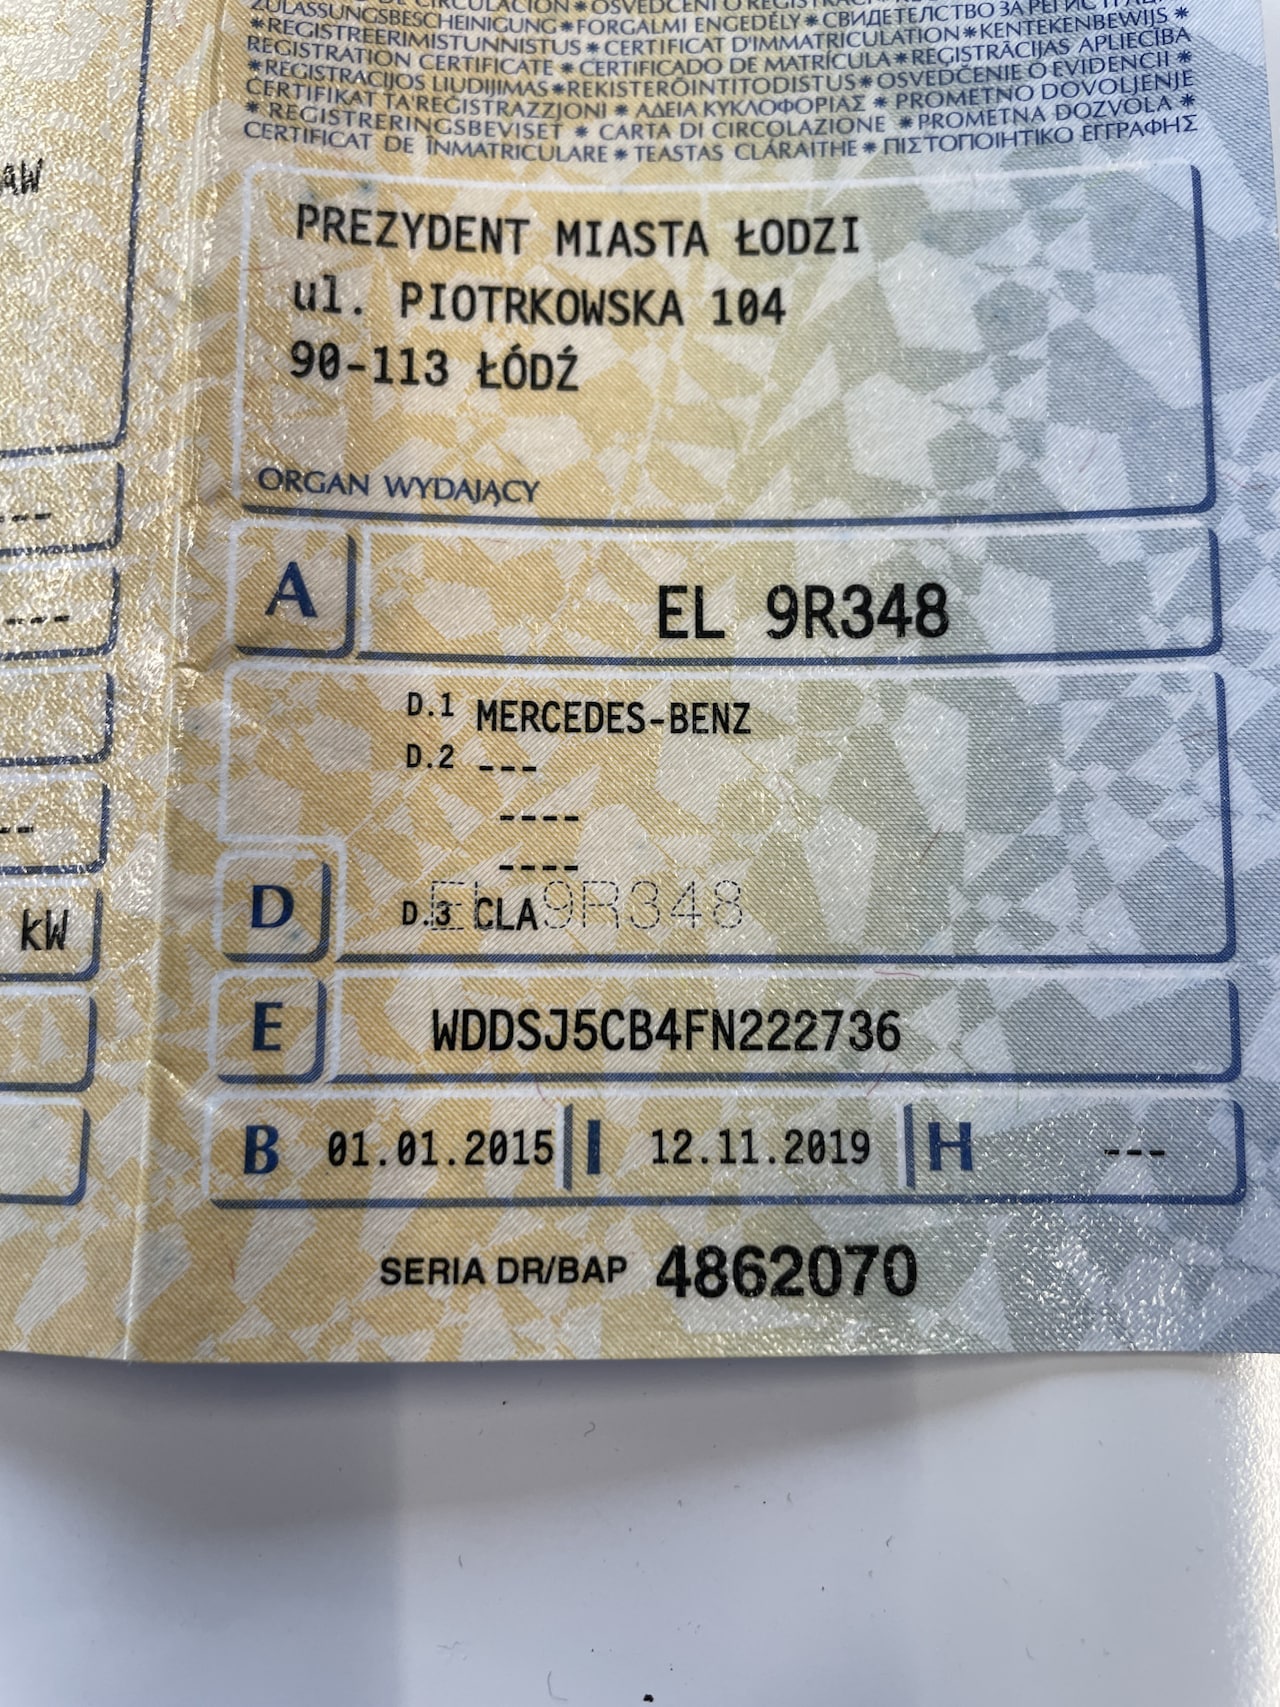 ZULASSUNGSBESCHEINIGUNG * FORGALMI ENGEDÉLY * СВИДЕТЕЛСТВО ЗА
* REGISTREERIMISTUNNISTUS * CERTIFICAT D'IMMATRICULATION * KENTEKENBEWIJS *
REGISTRATION CERTIFICATE * CERTIFICADO DE MATRÍCULA * REGISTRĀCIJAS APLIECĪBA
* REGISTRACIJOS LIUDIJIMAS * REKISTERÖINTITODISTUS * OSVEDČENIE O EVIDENCII *
CERTIFIKAT TA'REĠISTRAZZJONI * ΑΔΕΙΑ ΚΥΚΛΟΦΟΡΙΑΣ * PROMETNO DOVOLJENJE
* REGISTRERINGSBEVISET * CARTA DI CIRCOLAZIONE * PROMETNA DOZVOLA *
CERTIFICAT DE ÎNMATRICULARE * TEASTAS CLÁRAITHE * ΠΙΣΤΟΠΟΙΗΤΙΚΟ ΕΓΓΡΑΦΗΣ
PREZYDENT MIASTA ŁODZI
ul. PIOTRKOWSKA 104
90-113 ŁÓDŹ
ORGAN WYDAJĄCY
A EL 9R348
D.1 MERCEDES-BENZ
D.2 ---
----
----
D D.3 CLA
EL 9R348
kW
E WDDSJ5CB4FN222736
B 01.01.2015 I 12.11.2019 H ---
SERIA DR/BAP 4862070